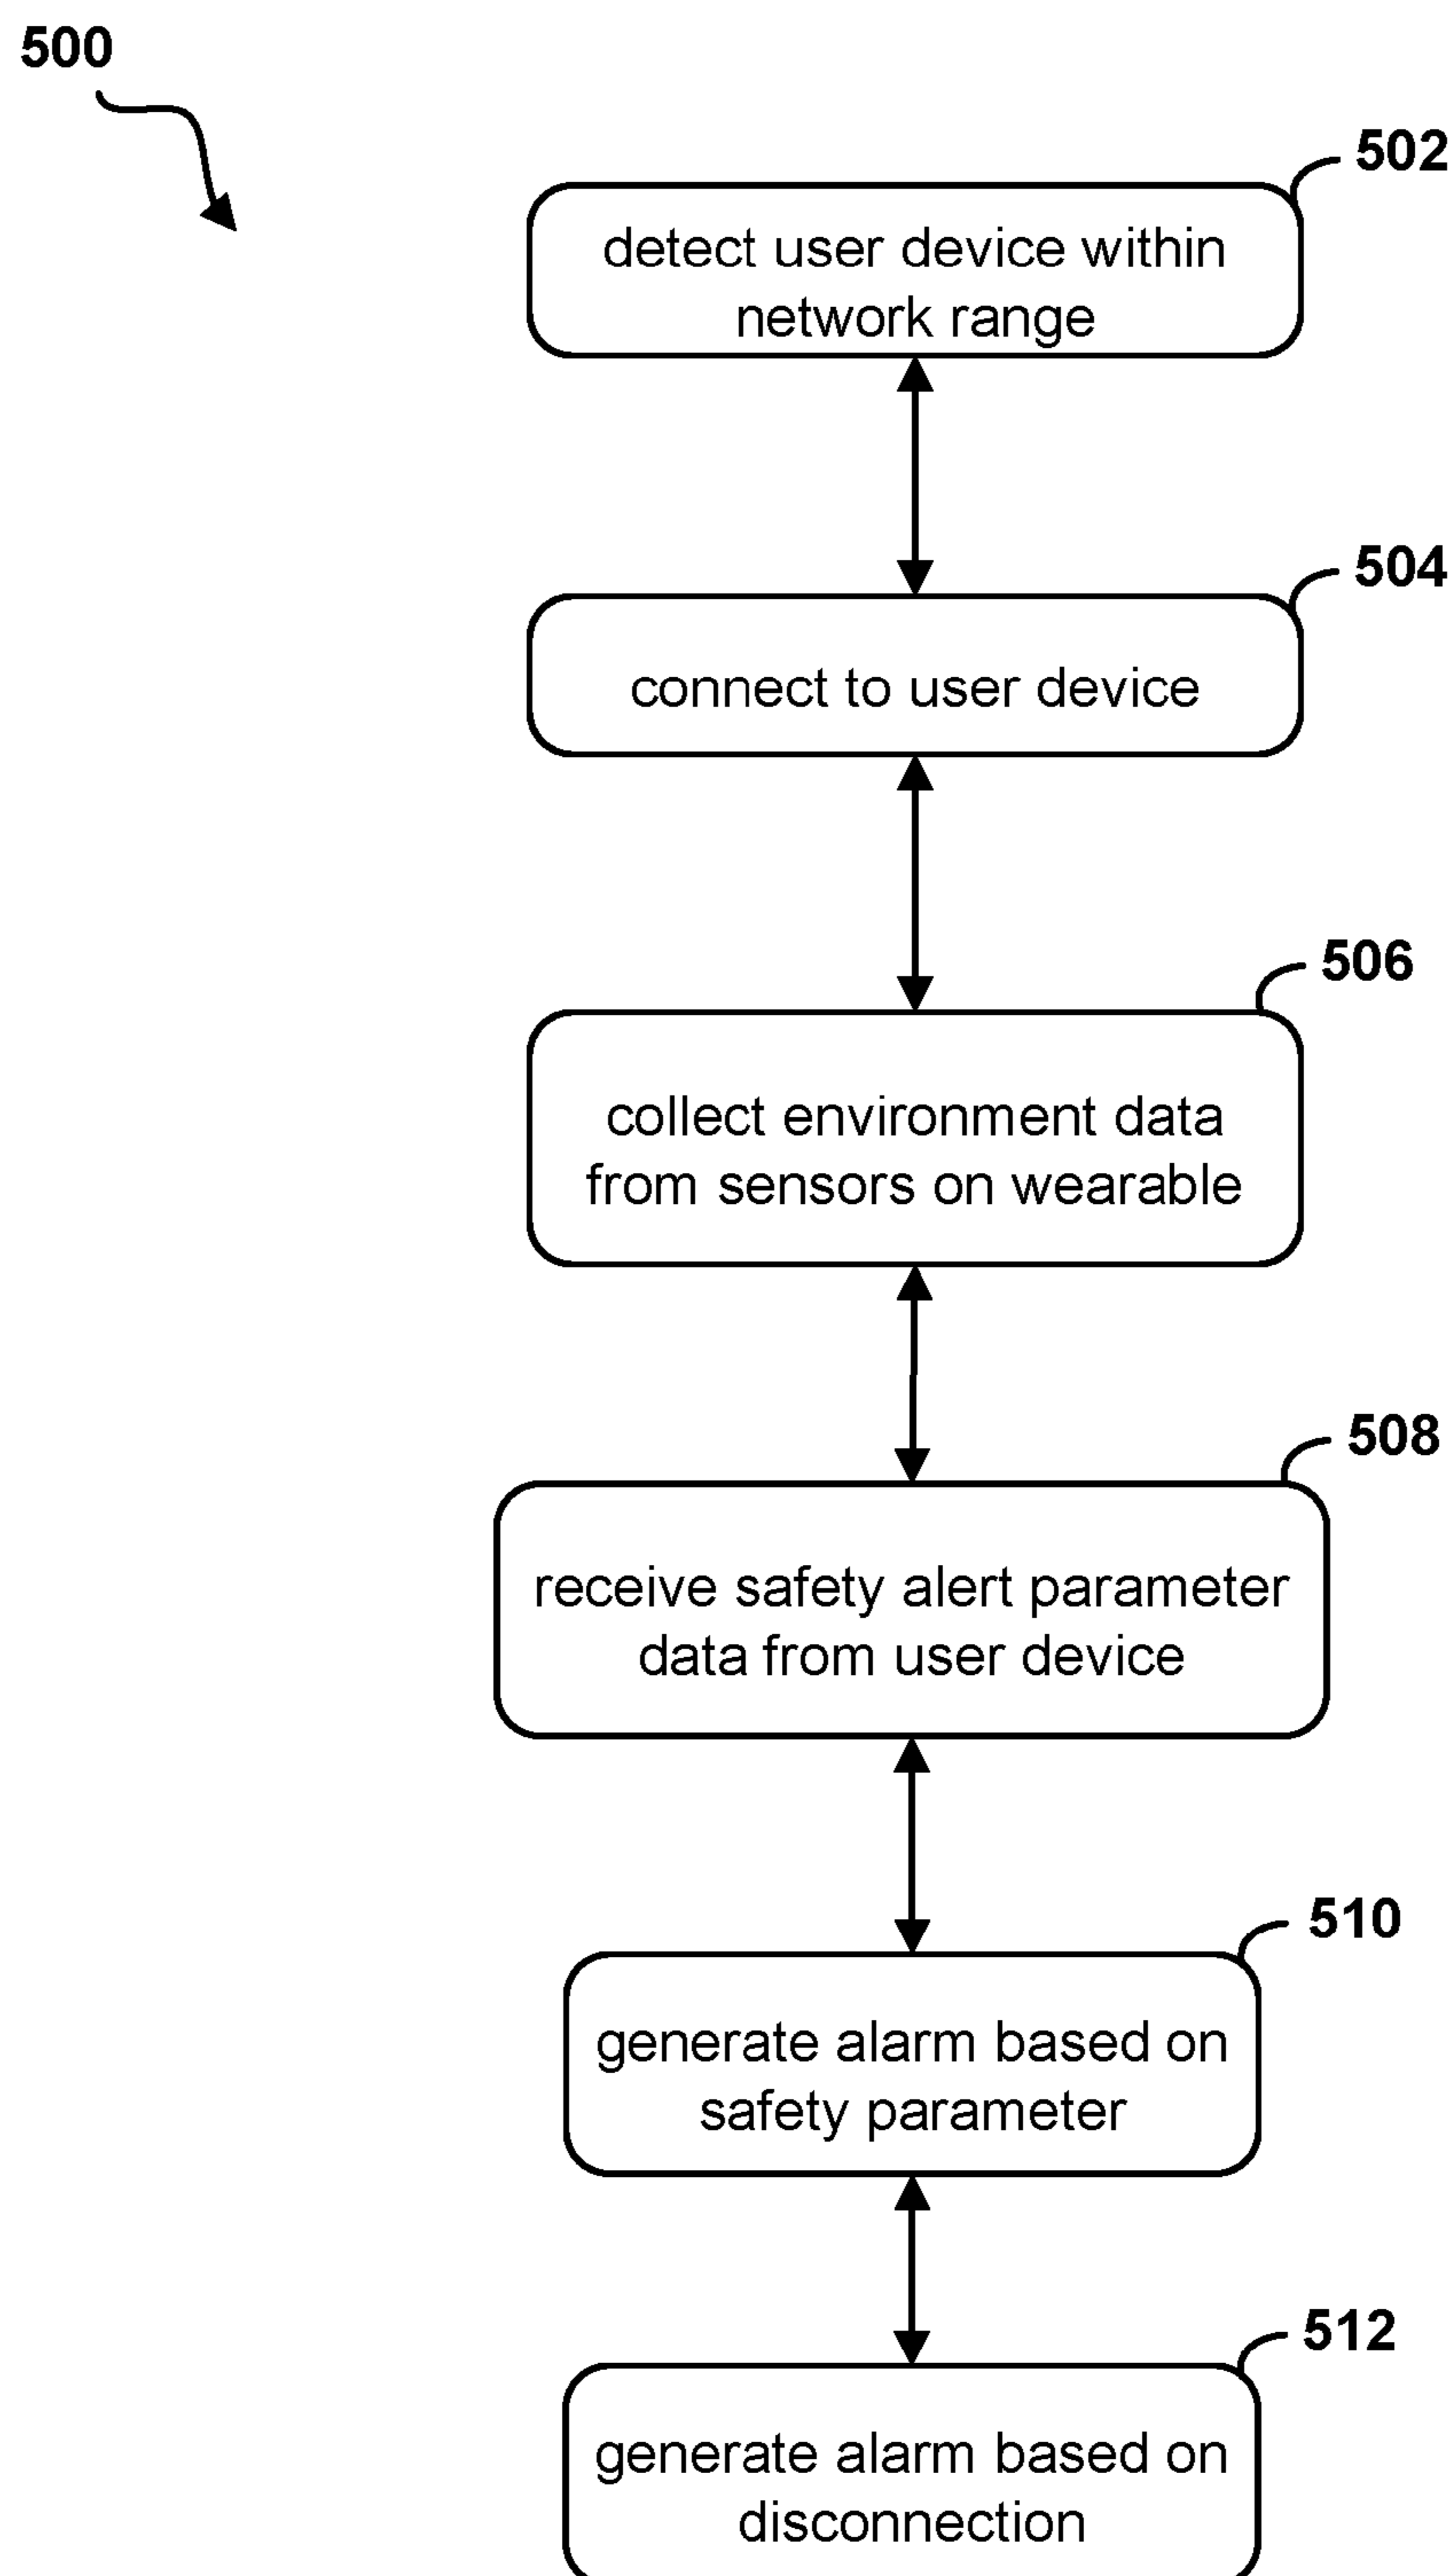 500
502
detect user device within
network range
504
connect to user device
506
collect environment data
from sensors on wearable
508
receive safety alert parameter
data from user device
510
generate alarm based on
safety parameter
512
generate alarm based on
disconnection